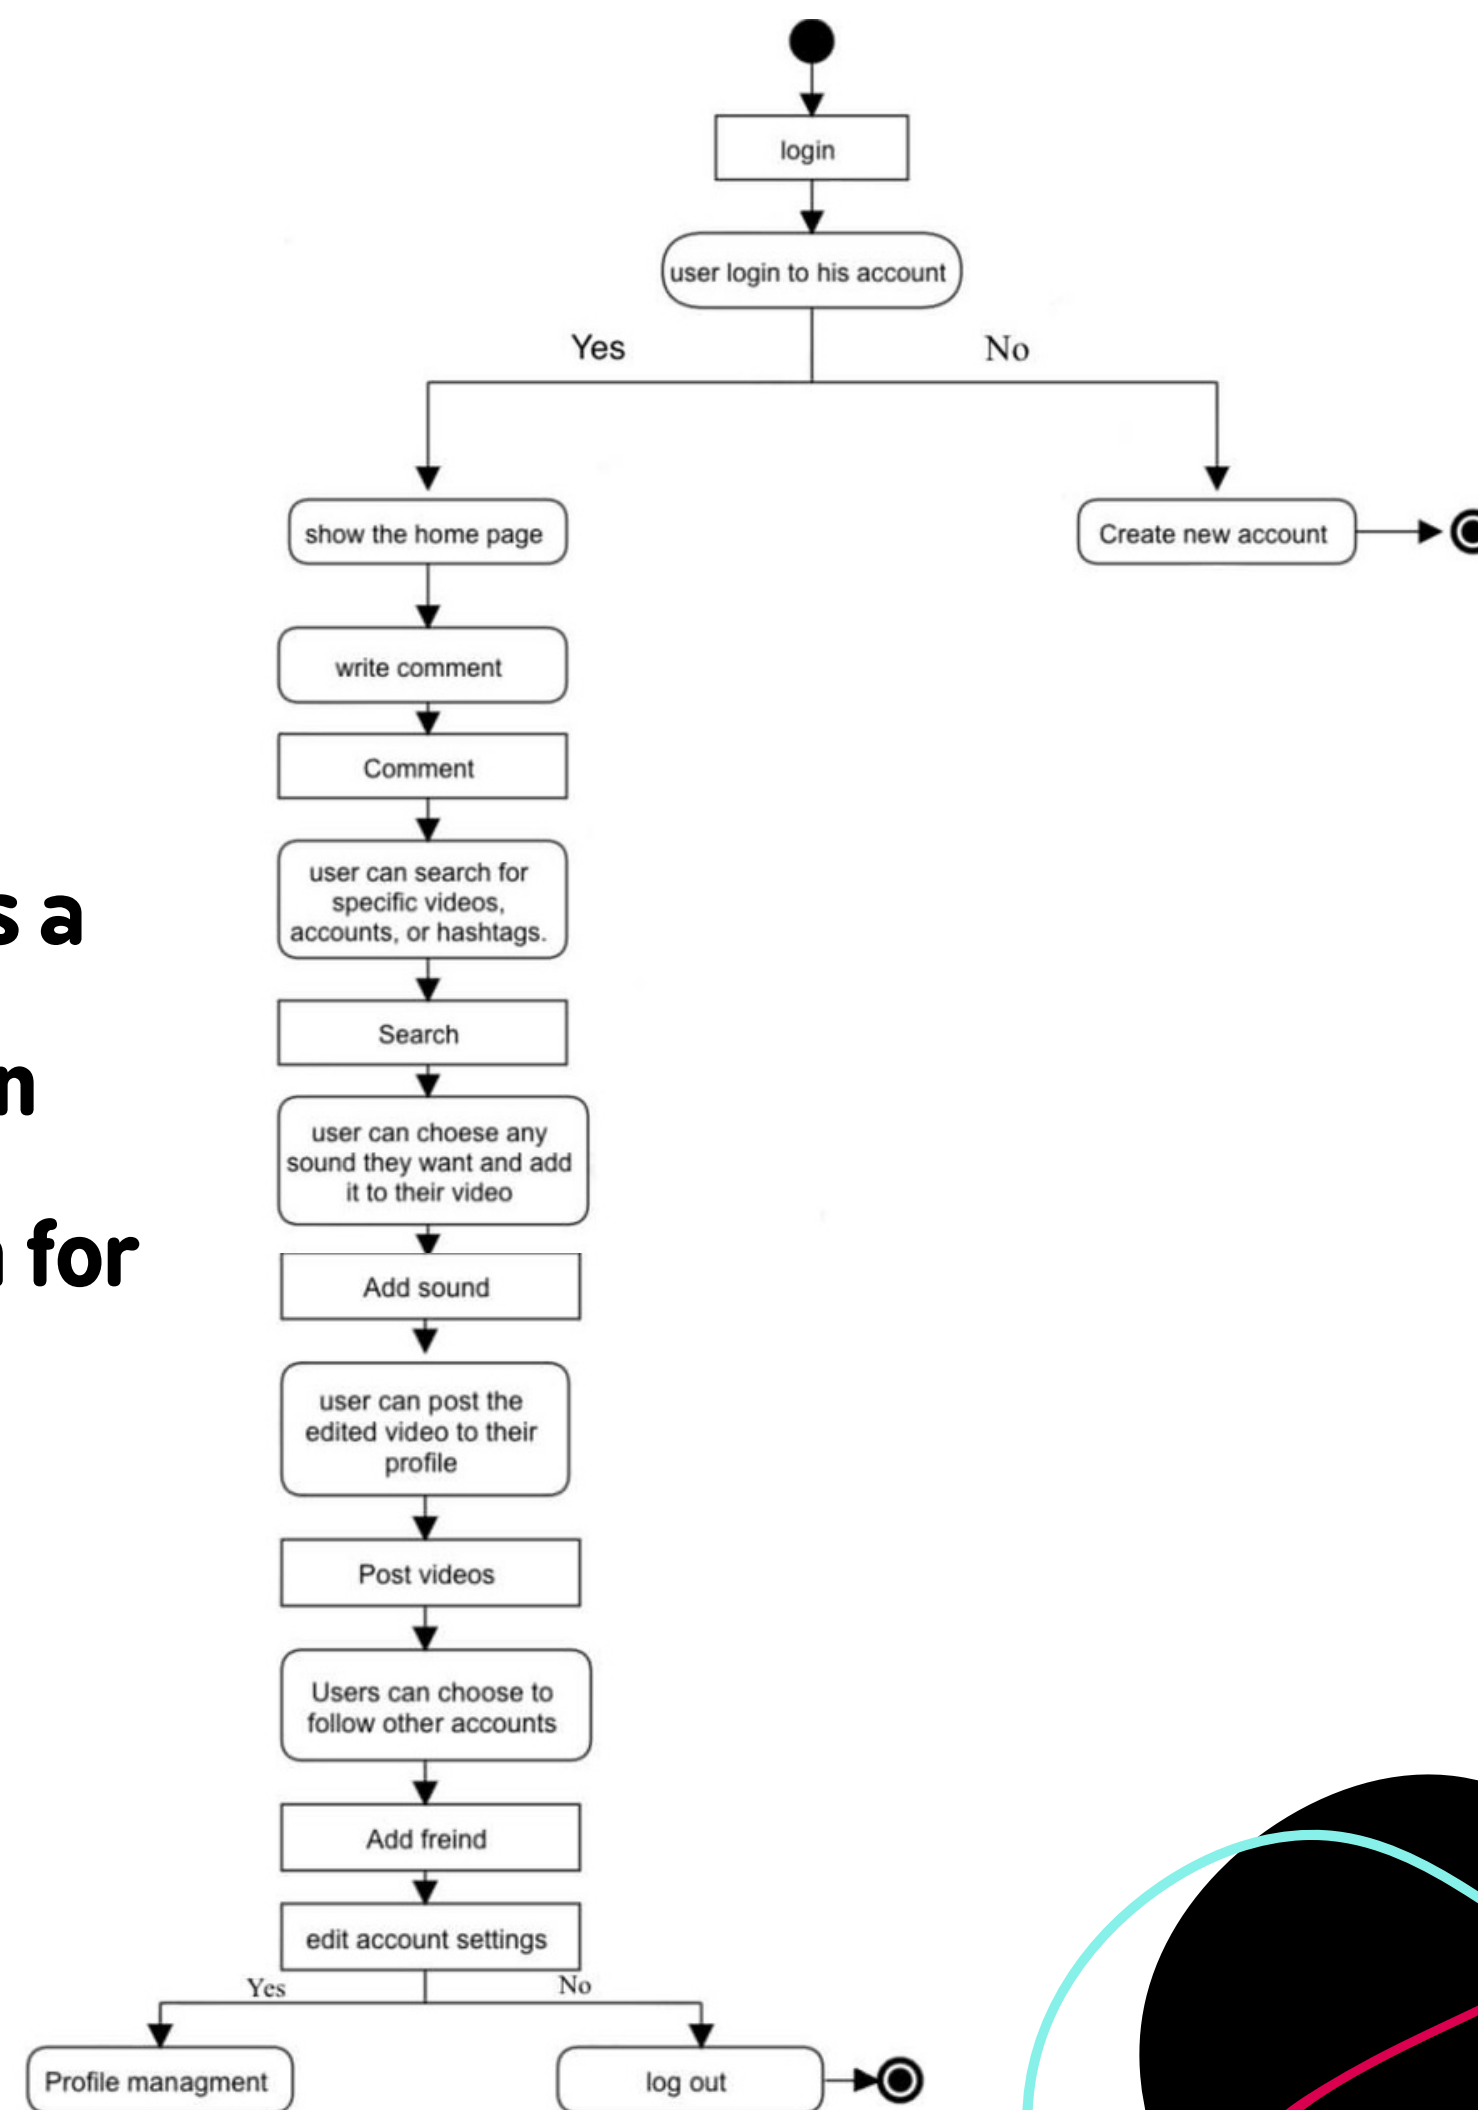 login
user login to his account
Yes
No
show the home page
Create new account
write comment
Comment
user can search for
specific videos,
accounts, or hashtags.
s a
Search
n
user can choese any
sound they want and add
it to their video
for
Add sound
user can post the
edited video to their
profile
Post videos
Users can choose to
follow other accounts
Add freind
edit account settings
Yes
No
Profile managment
log out